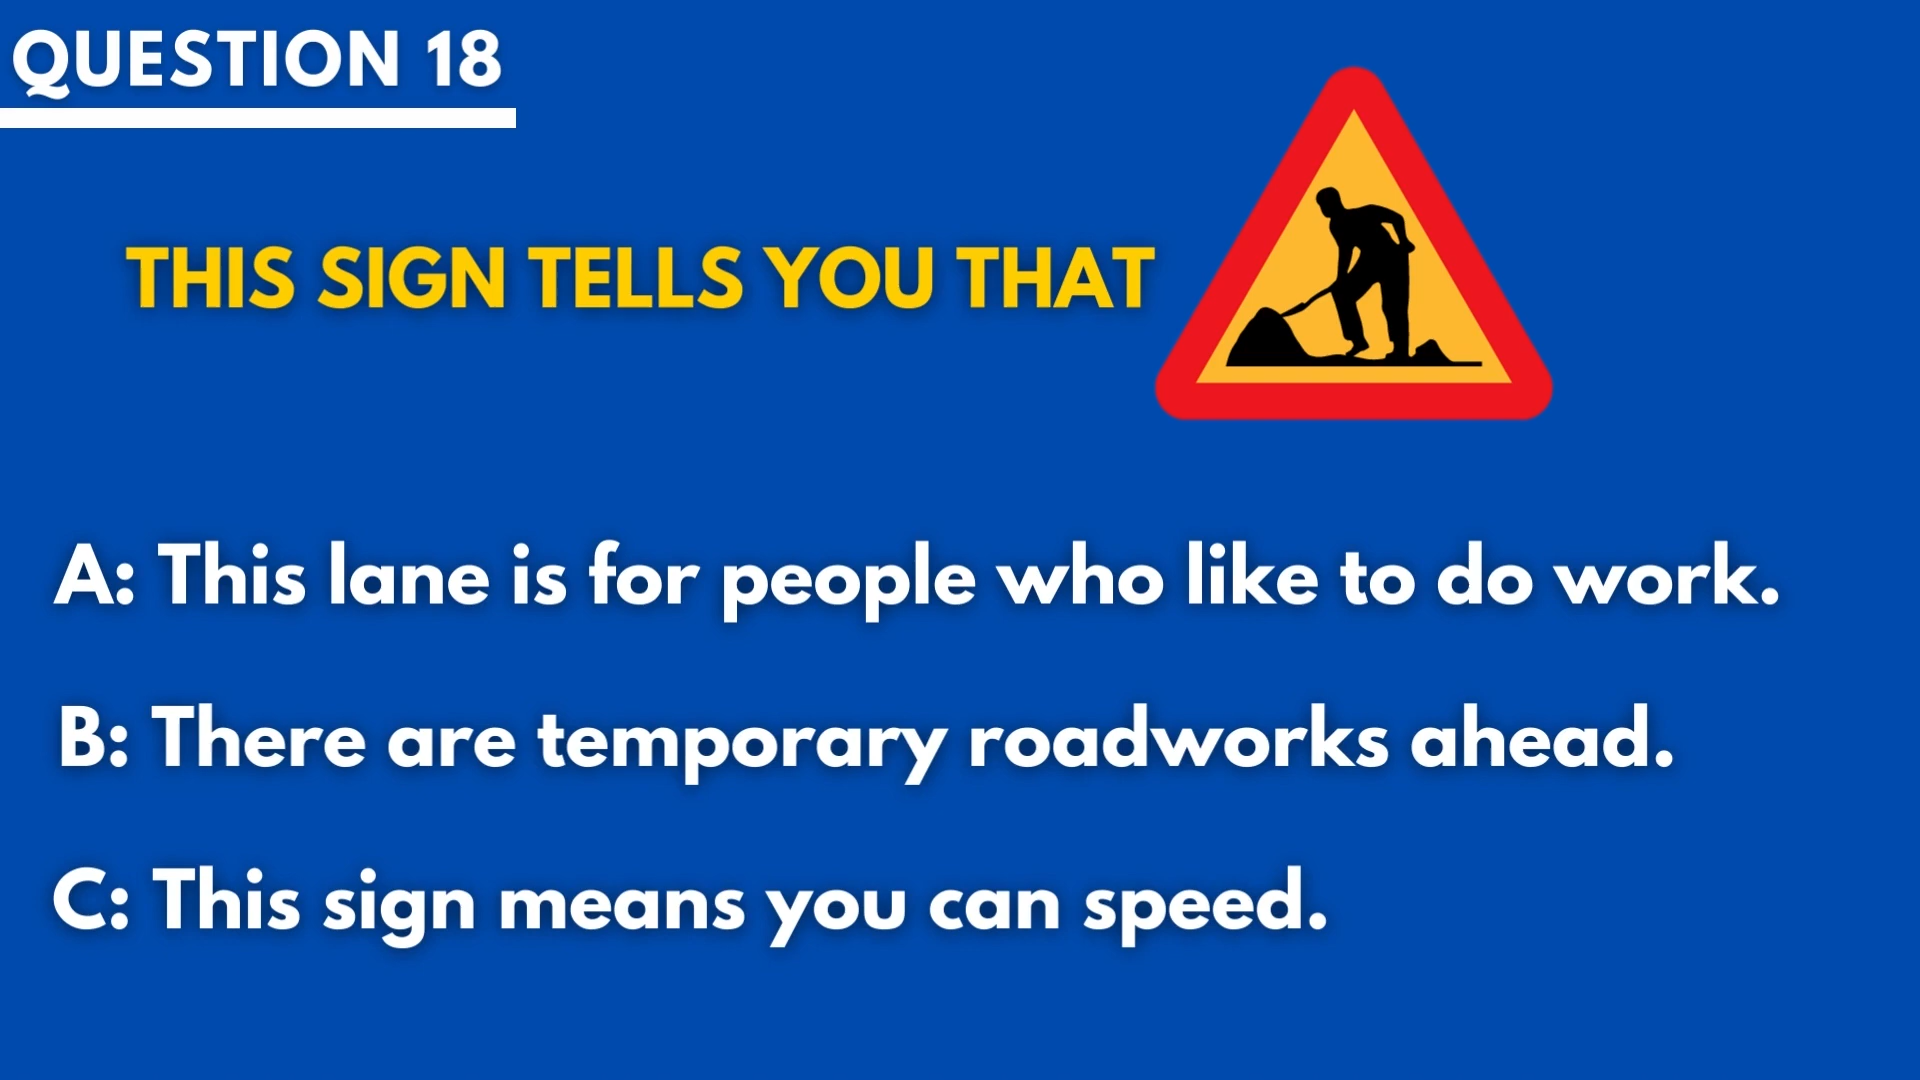 QUESTION 18
THIS SIGN TELLS YOU THAT
A: This lane is for people who like to do work.
B: There are temporary roadworks ahead.
C: This sign means you can speed.